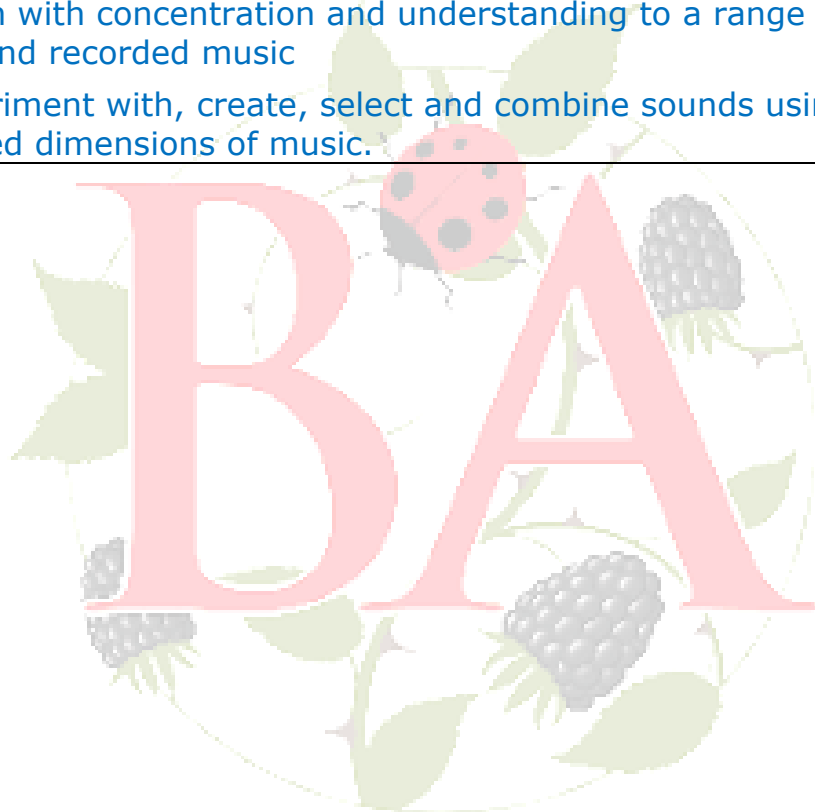 n with concentration and understanding to a range
nd recorded music
riment with, create, select and combine sounds usin
ed dimensions of music.
BA